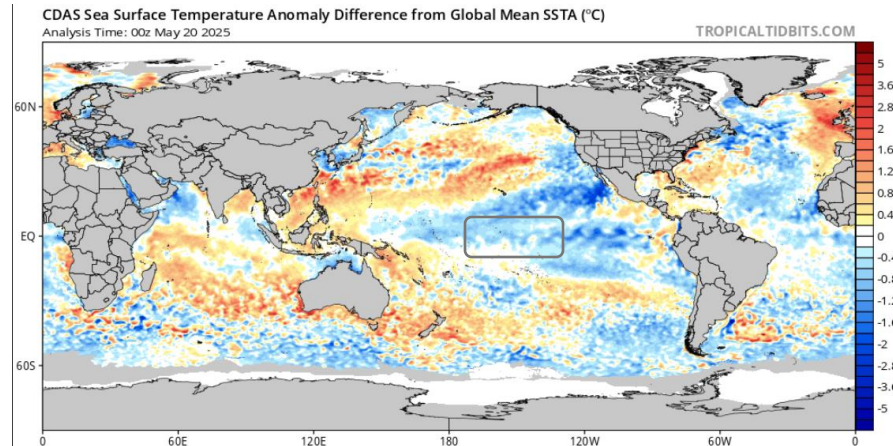 CDAS Sea Surface Temperature Anomaly Difference from Global Mean SSTA (°C)
Analysis Time: 00z May 20 2025
TROPICALTIDBITS.COM
60N
EQ
60S
0
60E
120E
180
120W
60W
0
5
3.6
2.8
2
1.6
1.2
0.8
0.4
0
-0.4
-0.8
-1.2
-1.6
-2
-2.8
-3.6
-5